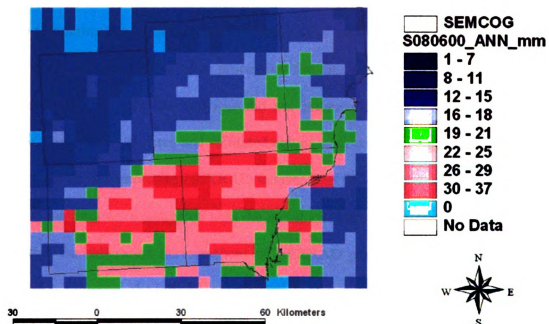 SEMCOG
S080600_ANN_mm
1 - 7
8 - 11
12 - 15
16 - 18
19 - 21
22 - 25
26 - 29
30 - 37
0
No Data
N
W E
S
30 0 30 60 Kilometers